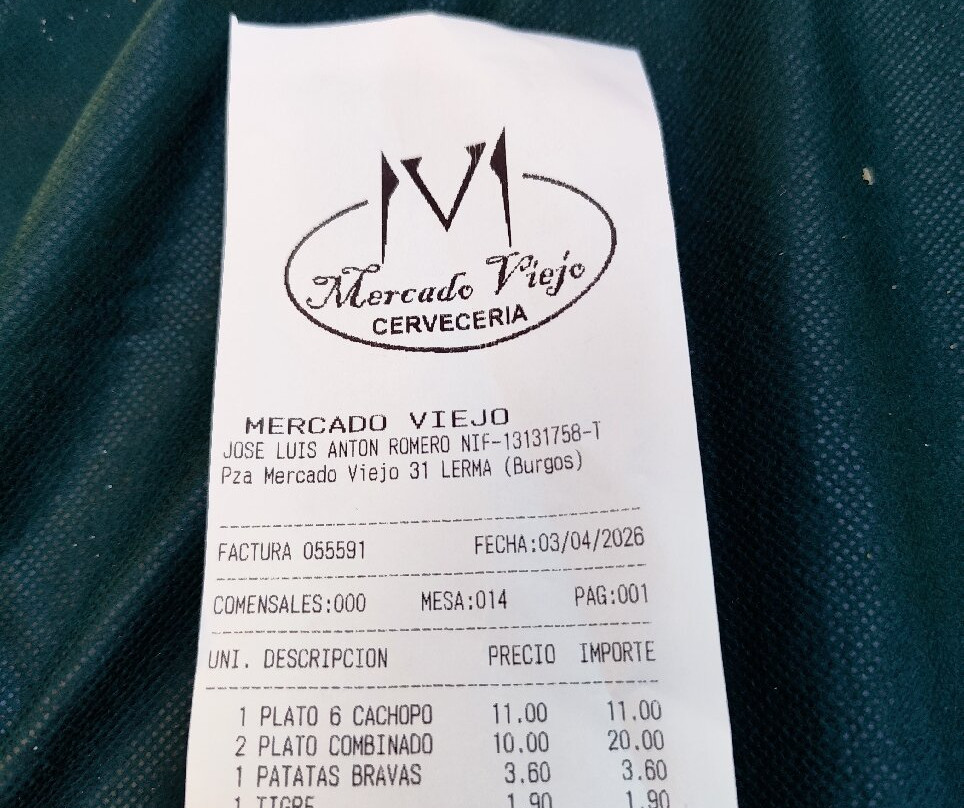 MV
Mercado Viejo
CERVECERIA
MERCADO VIEJO
JOSE LUIS ANTON ROMERO NIF-13131758-T
Pza Mercado Viejo 31 LERMA (Burgos)
FACTURA 055591 FECHA:03/04/2026
COMENSALES:000 MESA:014 PAG:001
UNI. DESCRIPCION PRECIO IMPORTE
1 PLATO 6 CACHOPO 11.00 11.00
2 PLATO COMBINADO 10.00 20.00
1 PATATAS BRAVAS 3.60 3.60
1 TIGRE 1.90 1.90